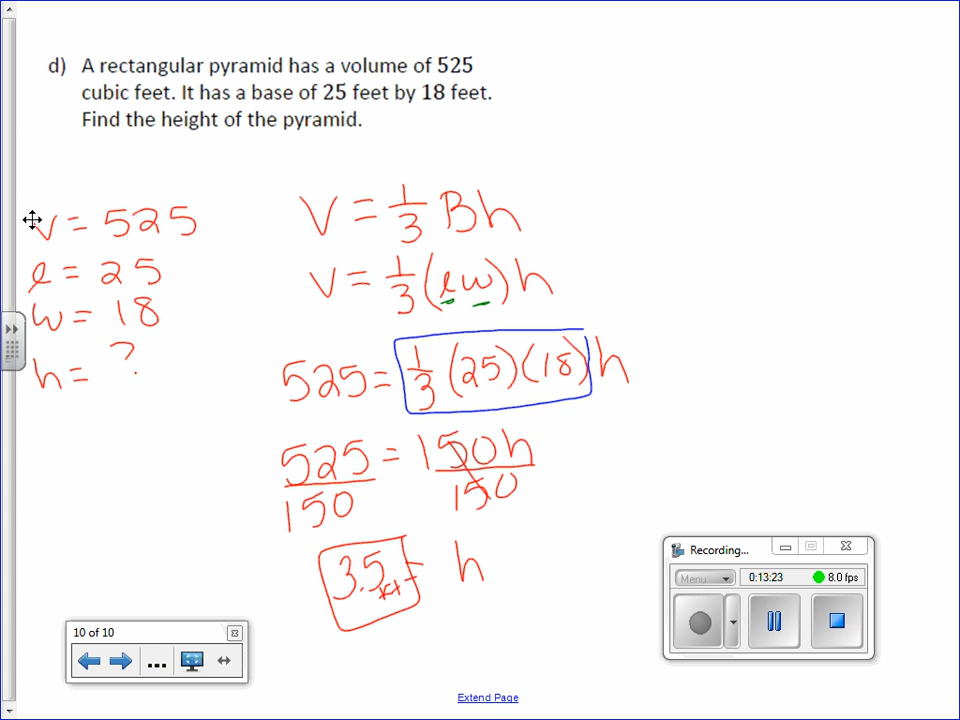 d) A rectangular pyramid has a volume of 525
cubic feet. It has a base of 25 feet by 18 feet.
Find the height of the pyramid.
V = 525
l = 25
w = 18
h = ?
V = 1/3 Bh
V = 1/3 (lw)h
525 = 1/3 (25)(18)h
525 = 150h
150 150
3.5 ft = h
Recording...
Menu
0:13:23
8.0 fps
10 of 10
...
Extend Page